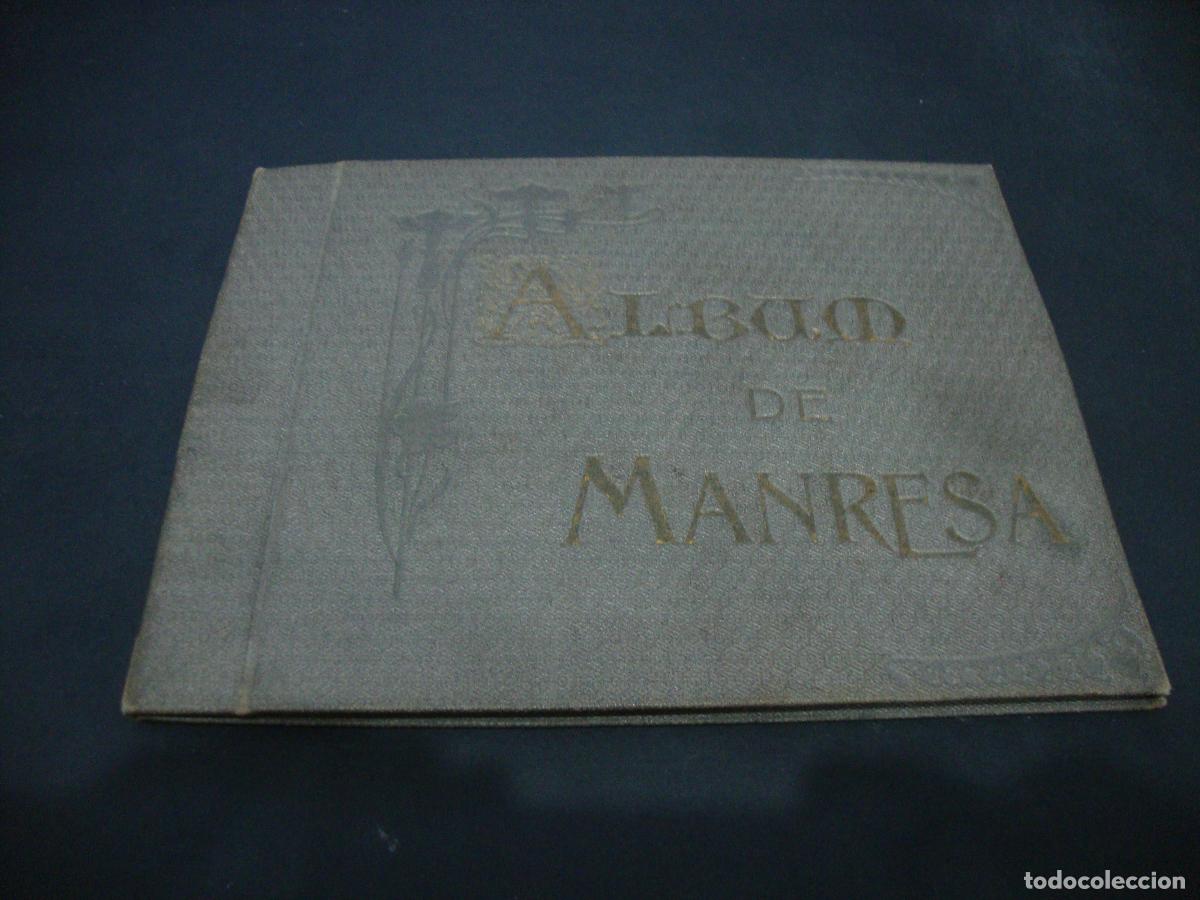 ALBUM
DE
MANRESA
todocoleccion